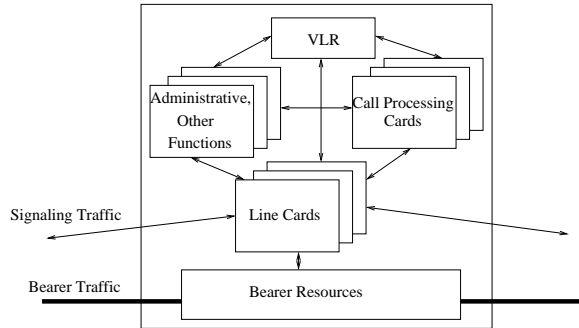 VLR
Administrative,
Other
Functions
Call Processing
Cards
Signaling Traffic
Line Cards
Bearer Traffic
Bearer Resources